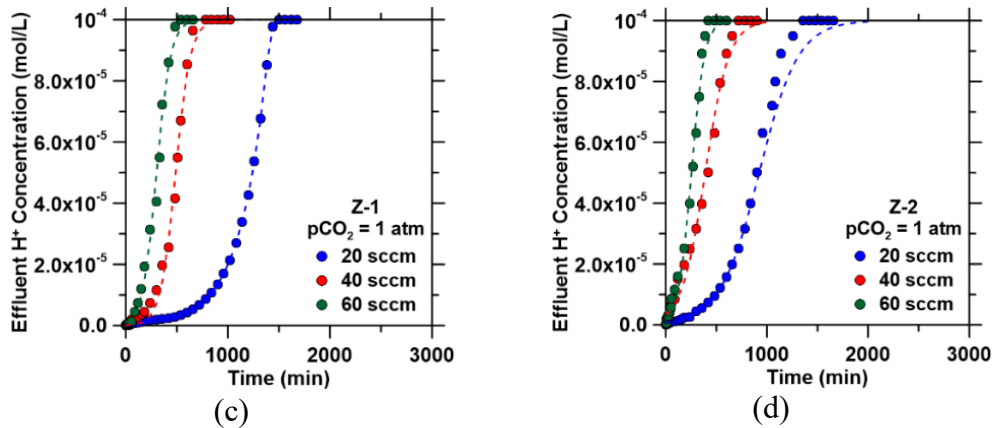 Effluent H⁺ Concentration (mol/L)
10⁻⁴
8.0x10⁻⁵
6.0x10⁻⁵
4.0x10⁻⁵
2.0x10⁻⁵
0.0
Z-1
pCO₂ = 1 atm
20 sccm
40 sccm
60 sccm
0 1000 2000 3000
Time (min)
(c)
Effluent H⁺ Concentration (mol/L)
10⁻⁴
8.0x10⁻⁵
6.0x10⁻⁵
4.0x10⁻⁵
2.0x10⁻⁵
0.0
Z-2
pCO₂ = 1 atm
20 sccm
40 sccm
60 sccm
0 1000 2000 3000
Time (min)
(d)